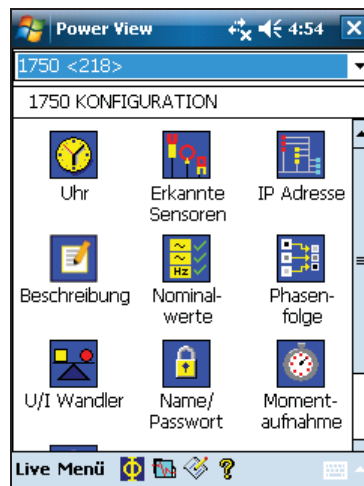 Power View 4:54
1750 <218>
1750 KONFIGURATION
Uhr
Erkannte
Sensoren
IP Adresse
Hz
Beschreibung
Nominal-
werte
Phasen-
folge
U/I Wandler
Name/
Passwort
Moment-
aufnahme
Live Menü